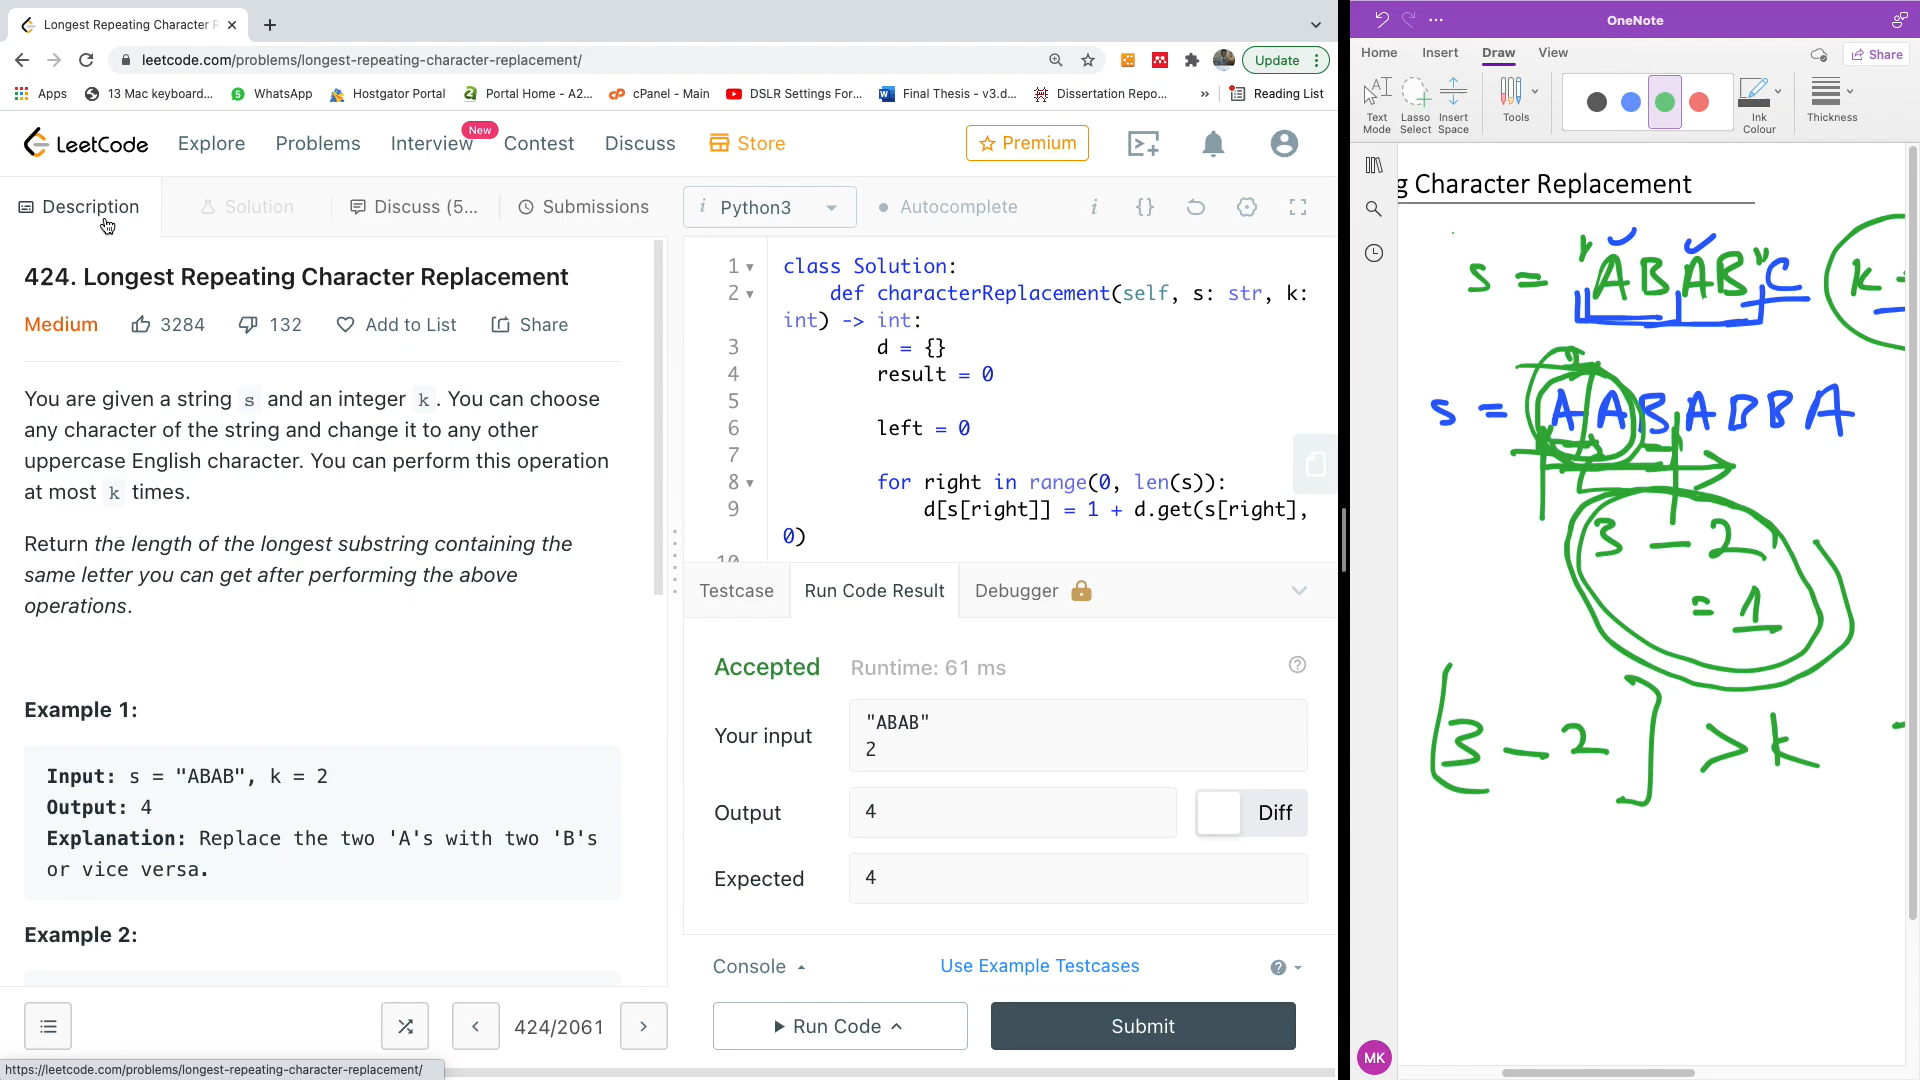 Longest Repeating Character R
leetcode.com/problems/longest-repeating-character-replacement/
Update
Apps
13 Mac keyboard...
WhatsApp
Hostgator Portal
Portal Home - A2...
cPanel - Main
DSLR Settings For...
Final Thesis - v3.d...
Dissertation Repo...
»
Reading List
LeetCode
Explore
Problems
Interview
New
Contest
Discuss
Store
Premium
Description
Solution
Discuss (5...
Submissions
i Python3
Autocomplete
424. Longest Repeating Character Replacement
Medium
3284
132
Add to List
Share
You are given a string s and an integer k. You can choose
any character of the string and change it to any other
uppercase English character. You can perform this operation
at most k times.
Return the length of the longest substring containing the
same letter you can get after performing the above
operations.
Example 1:
Input: s = "ABAB", k = 2
Output: 4
Explanation: Replace the two 'A's with two 'B's
or vice versa.
Example 2:
424/2061
https://leetcode.com/problems/longest-repeating-character-replacement/
1 class Solution:
2 def characterReplacement(self, s: str, k:
int) -> int:
3 d = {}
4 result = 0
5
6 left = 0
7
8 for right in range(0, len(s)):
9 d[s[right]] = 1 + d.get(s[right],
0)
10
Testcase
Run Code Result
Debugger
Accepted
Runtime: 61 ms
Your input
"ABAB"
2
Output
4
Diff
Expected
4
Console
Use Example Testcases
Run Code
Submit
OneNote
Home
Insert
Draw
View
Share
Text
Mode
Lasso
Select
Insert
Space
Tools
Ink
Colour
Thickness
g Character Replacement
s = "ABAB" C
k
s = AABABBA
3 - 2
= 1
[3 - 2] > k
MK